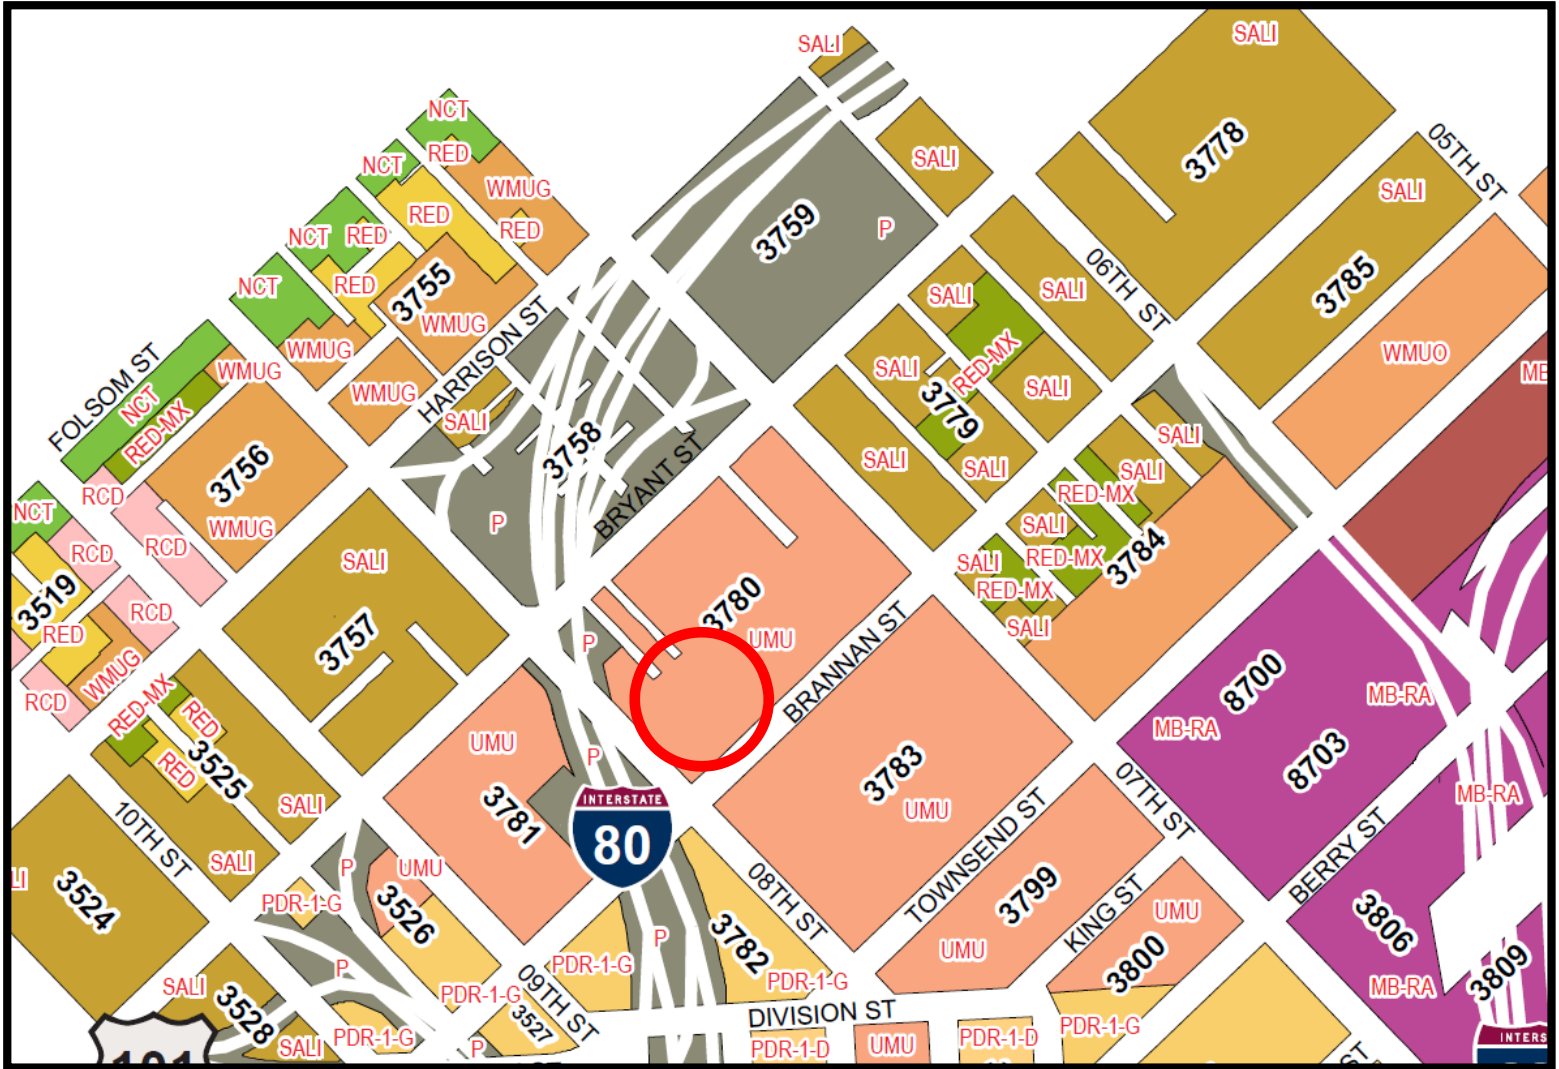 SALI
SALI
NCT
RED
WMUG
NCT
RED
RED
NCT
RED
SALI
3778
05TH ST
SALI
3759
P
NCT
RED
3755
WMUG
06TH ST
SALI
SALI
3785
WMUO
FOLSOM ST
WMUG
WMUG
WMUG
HARRISON ST
SALI
3758
SALI
RED-MX
SALI
3779
NCT
RED-MX
3756
WMUG
P
BRYANT ST
SALI
SALI
SALI
SALI
RED-MX
NCT
RCD
RCD
RCD
SALI
SALI
RED-MX
3784
SALI
RED-MX
SALI
3519
RED
RCD
WMUG
RCD
3757
P
3780
UMU
BRANNAN ST
8700
MB-RA
MB-RA
8703
RED-MX
RED
RED
3525
SALI
UMU
3781
P
INTERSTATE
80
3783
UMU
07TH ST
MB-RA
10TH ST
SALI
3524
P
UMU
PDR-1-G
3526
08TH ST
TOWNSEND ST
3799
UMU
KING ST
UMU
3800
BERRY ST
3806
MB-RA
3809
SALI
3528
P
PDR-1-G
PDR-1-G
09TH ST
P
3782
PDR-1-G
DIVISION ST
3527
SALI
PDR-1-G
P
PDR-1-D
UMU
PDR-1-D
PDR-1-G
101
INTERS
ST